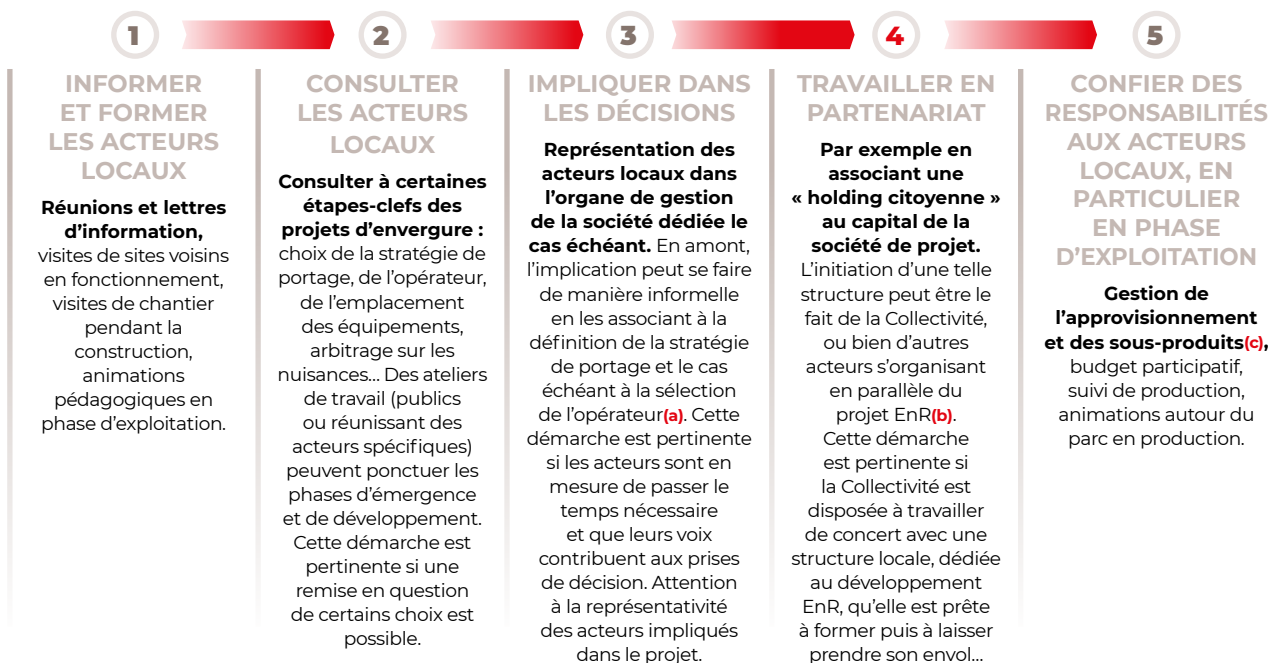 1
INFORMER
ET FORMER
LES ACTEURS
LOCAUX
Réunions et lettres
d’information,
visites de sites voisins
en fonctionnement,
visites de chantier
pendant la
construction,
animations
pédagogiques en
phase d’exploitation.
2
CONSULTER
LES ACTEURS
LOCAUX
Consulter à certaines
étapes-clefs des
projets d’envergure :
choix de la stratégie de
portage, de l’opérateur,
de l’emplacement
des équipements,
arbitrage sur les
nuisances... Des ateliers
de travail (publics
ou réunissant des
acteurs spécifiques)
peuvent ponctuer les
phases d’émergence
et de développement.
Cette démarche est
pertinente si une
remise en question
de certains choix est
possible.
3
IMPLIQUER DANS
LES DÉCISIONS
Représentation des
acteurs locaux dans
l’organe de gestion
de la société dédiée le
cas échéant. En amont,
l’implication peut se faire
de manière informelle
en les associant à la
définition de la stratégie
de portage et le cas
échéant à la sélection
de l’opérateur(a). Cette
démarche est pertinente
si les acteurs sont en
mesure de passer le
temps nécessaire
et que leurs voix
contribuent aux prises
de décision. Attention
à la représentativité
des acteurs impliqués
dans le projet.
4
TRAVAILLER EN
PARTENARIAT
Par exemple en
associant une
« holding citoyenne »
au capital de la
société de projet.
L’initiation d’une telle
structure peut être le
fait de la Collectivité,
ou bien d’autres
acteurs s’organisant
en parallèle du
projet EnR(b).
Cette démarche
est pertinente si
la Collectivité est
disposée à travailler
de concert avec une
structure locale, dédiée
au développement
EnR, qu’elle est prête
à former puis à laisser
prendre son envol...
5
CONFIER DES
RESPONSABILITÉS
AUX ACTEURS
LOCAUX, EN
PARTICULIER
EN PHASE
D’EXPLOITATION
Gestion de
l’approvisionnement
et des sous-produits(c),
budget participatif,
suivi de production,
animations autour du
parc en production.